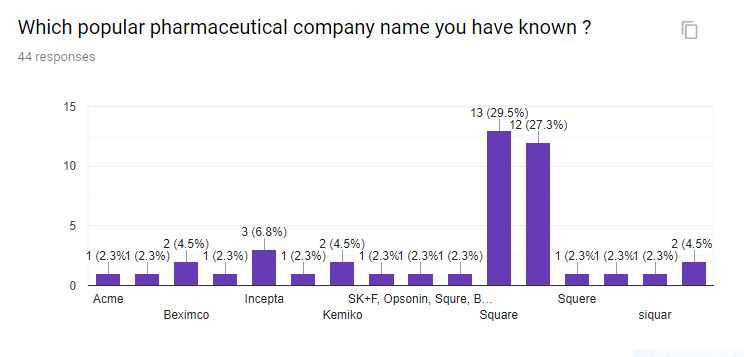 Which popular pharmaceutical company name you have known ?
44 responses
15
10
5
0
1 (2.3%)
1 (2.3%)
2 (4.5%)
1 (2.3%)
3 (6.8%)
1 (2.3%)
2 (4.5%)
1 (2.3%)
1 (2.3%)
1 (2.3%)
13 (29.5%)
12 (27.3%)
1 (2.3%)
1 (2.3%)
1 (2.3%)
2 (4.5%
Acme
Beximco
Incepta
Kemiko
SK+F, Opsonin, Squre, B...
Square
Squere
siquar